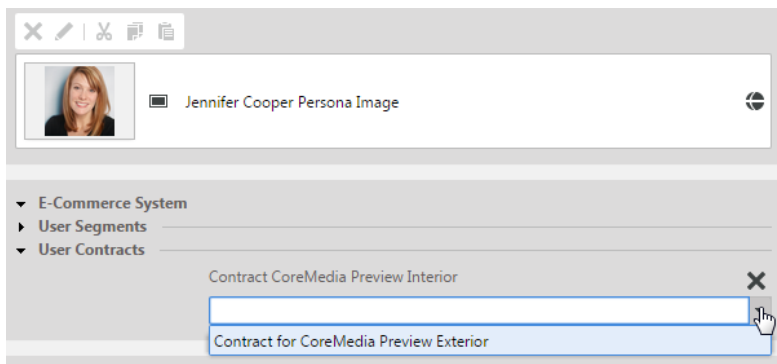 Jennifer Cooper Persona Image
E-Commerce System
User Segments
User Contracts
Contract CoreMedia Preview Interior
Contract for CoreMedia Preview Exterior